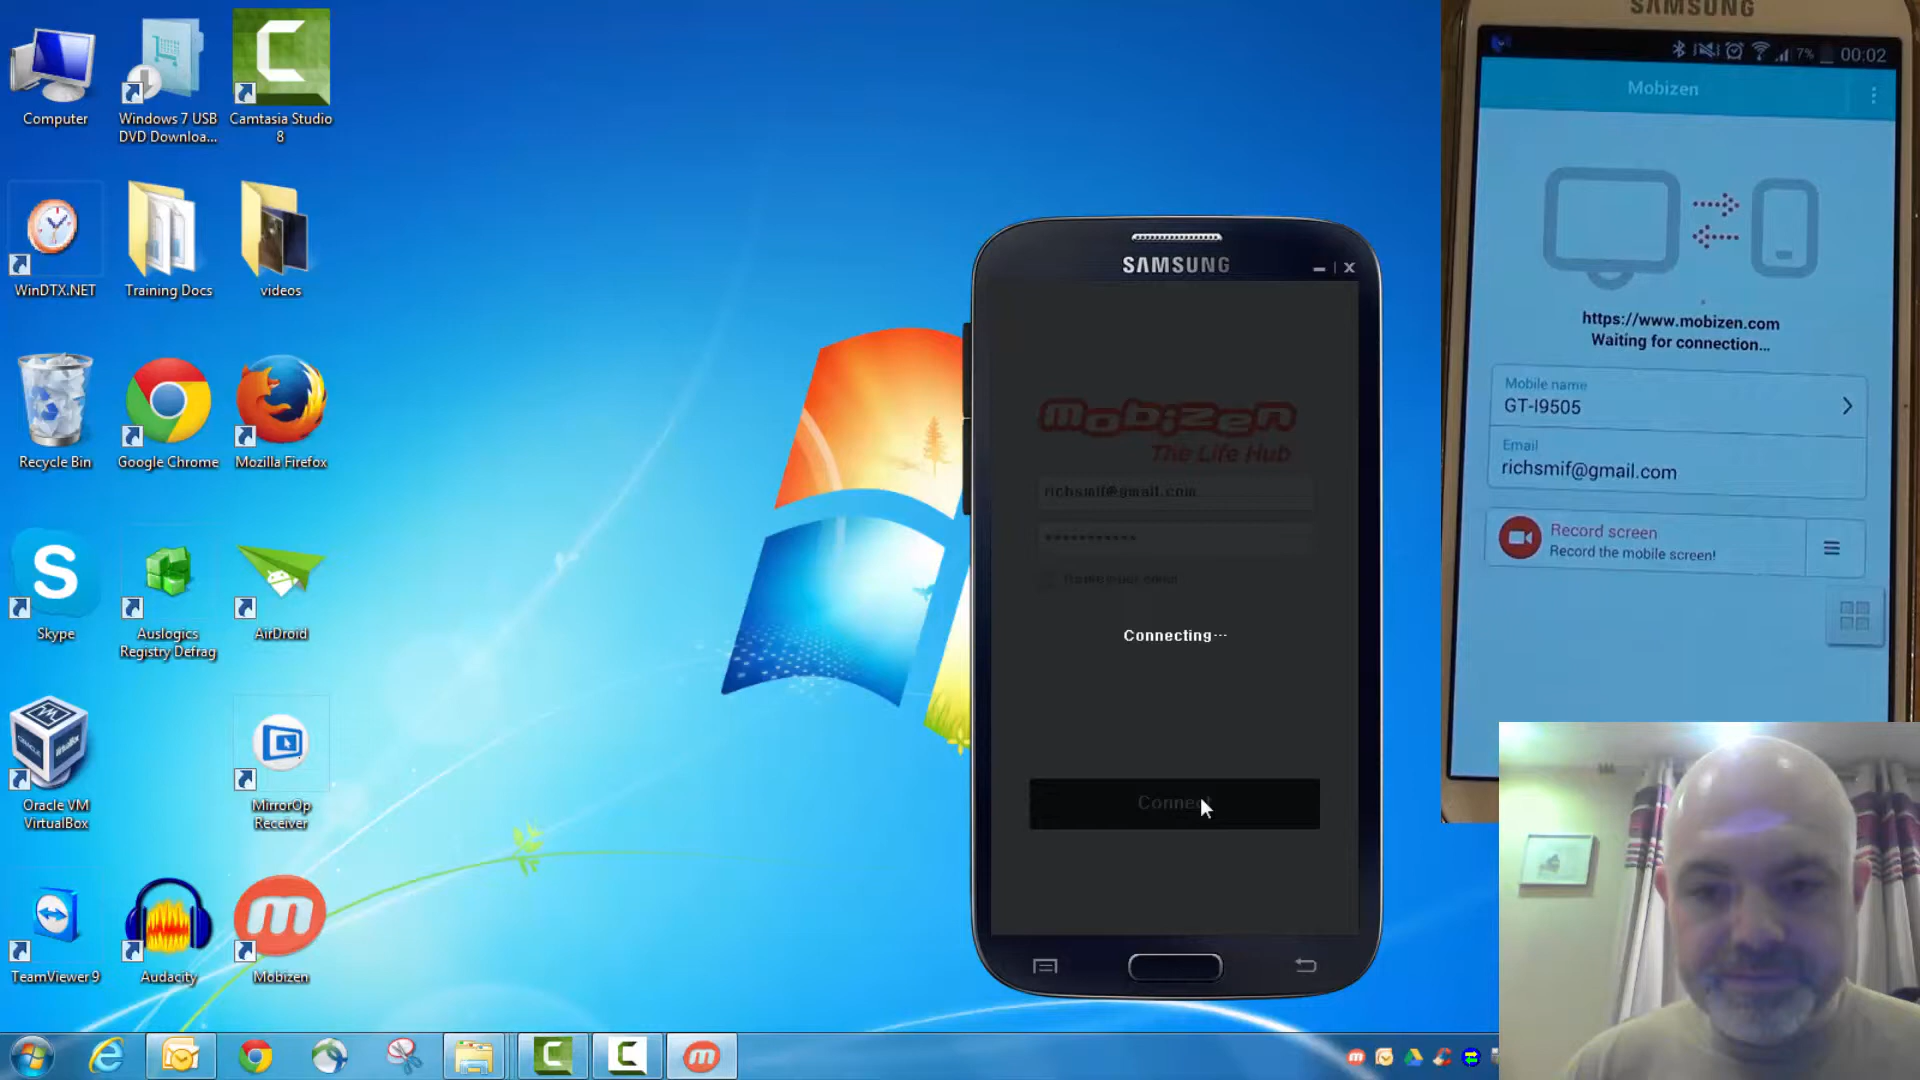 Computer
Windows 7 USB
DVD Downloa...
Camtasia Studio
8
WinDTX.NET
Training Docs
videos
Recycle Bin
Google Chrome
Mozilla Firefox
Skype
Auslogics
Registry Defrag
AirDroid
Oracle VM
VirtualBox
MirrorOp
Receiver
TeamViewer 9
Audacity
Mobizen
SAMSUNG
mobizen
The Life Hub
richsmif@gmail.com
Connecting...
Connect
SAMSUNG
7% 00:02
Mobizen
https://www.mobizen.com
Waiting for connection...
Mobile name
GT-I9505
Email
richsmif@gmail.com
Record screen
Record the mobile screen!